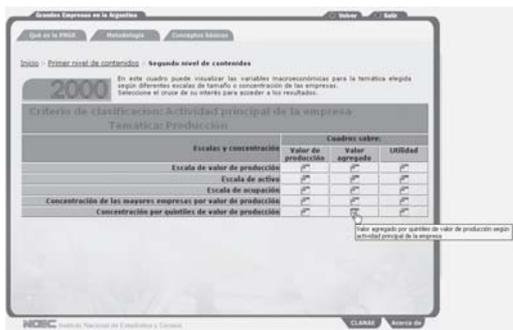 Grandes Empresas en la Argentina
Volver
Salir
Qué es la ENGE
Metodología
Conceptos básicos
Inicio > Primer nivel de contenidos > Segundo nivel de contenidos
2000
En este cuadro puede visualizar las variables macroeconómicas para la temática elegida
según diferentes escalas de tamaño o concentración de las empresas.
Seleccione el cruce de su interés para acceder a los resultados.
Criterio de clasificación: Actividad principal de la empresa
Temática: Producción
Cuadros sobre:
Escalas y concentración
Valor de producción
Valor agregado
Utilidad
Escala de valor de producción
Escala de activo
Escala de ocupación
Concentración de las mayores empresas por valor de producción
Concentración por quintiles de valor de producción
Valor agregado por quintiles de valor de producción según
actividad principal de la empresa
INDEC Instituto Nacional de Estadística y Censos
CLANAE
Acerca de